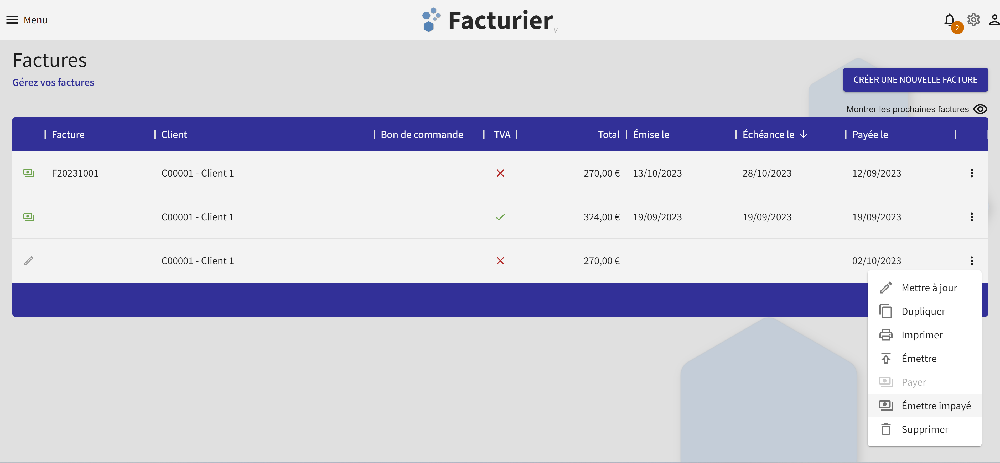 Menu
Facturier
v
2
Factures
Gérez vos factures
CRÉER UNE NOUVELLE FACTURE
Montrer les prochaines factures
Facture Client Bon de commande TVA Total Émise le Échéance le Payée le
F20231001 C00001 - Client 1 270,00 € 13/10/2023 28/10/2023 12/09/2023
C00001 - Client 1 324,00 € 19/09/2023 19/09/2023 19/09/2023
C00001 - Client 1 270,00 € 02/10/2023
Mettre à jour
Dupliquer
Imprimer
Émettre
Payer
Émettre impayé
Supprimer